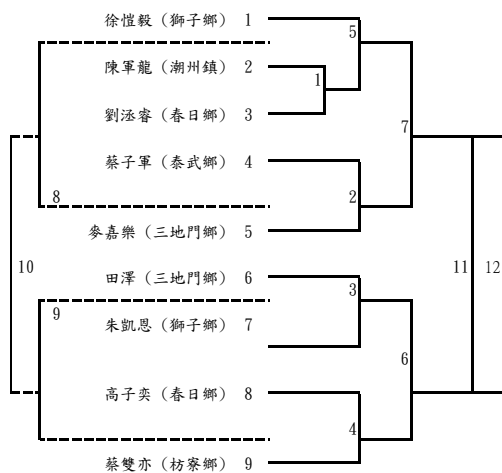 徐愷毅（獅子鄉） 1
5
陳軍龍（潮州鎮） 2
1
劉丞睿（春日鄉） 3
7
蔡子軍（泰武鄉） 4
8
2
麥嘉樂（三地門鄉） 5
10
11
12
田澤（三地門鄉） 6
3
9
朱凱恩（獅子鄉） 7
6
高子奕（春日鄉） 8
4
蔡雙亦（枋寮鄉） 9